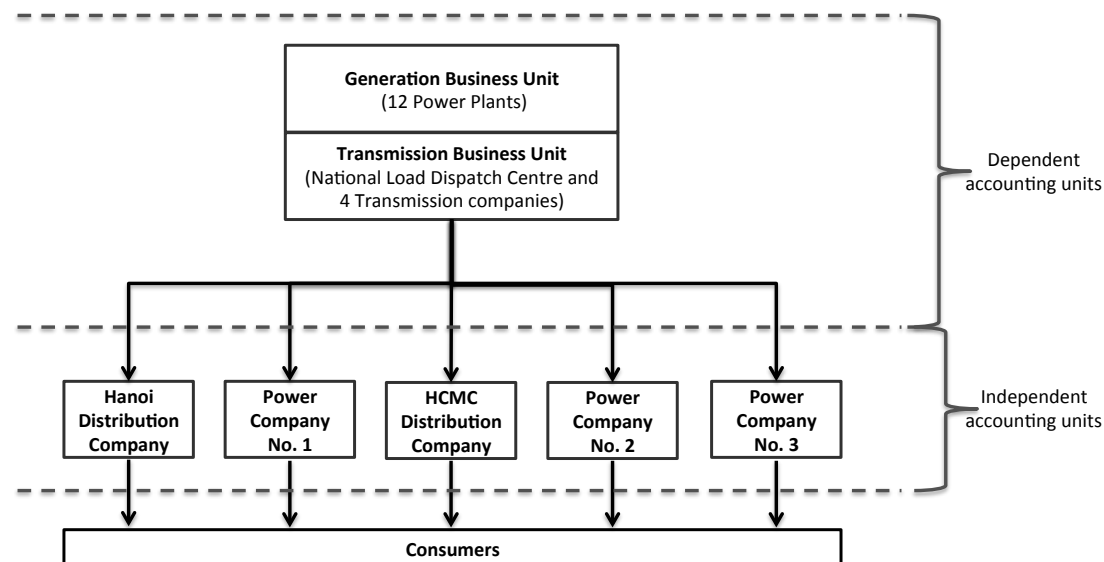 Generation Business Unit
(12 Power Plants)
Transmission Business Unit
(National Load Dispatch Centre and
4 Transmission companies)
Dependent
accounting units
Hanoi
Distribution
Company
Power
Company
No. 1
HCMC
Distribution
Company
Power
Company
No. 2
Power
Company
No. 3
Independent
accounting units
Consumers